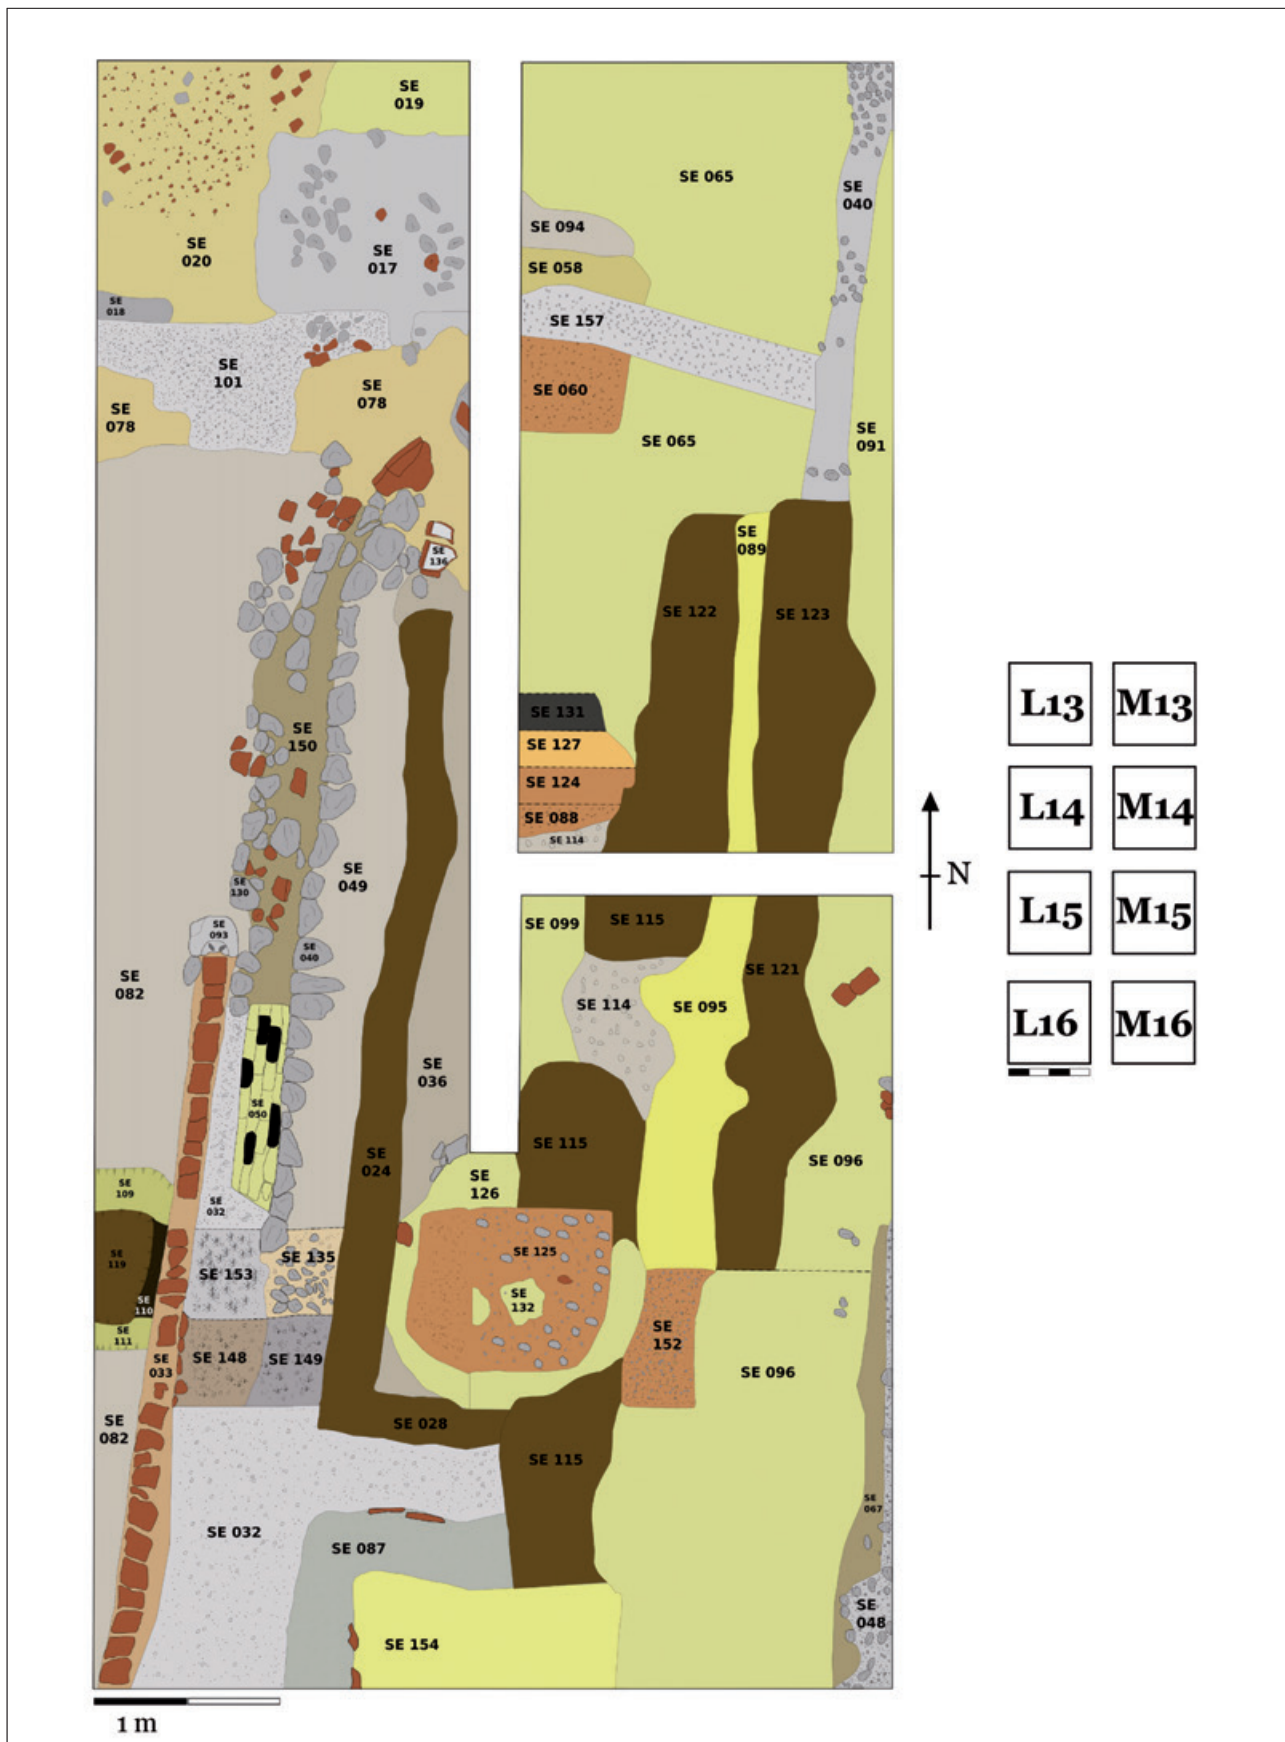 SE
019
SE
020
SE
017
SE
018
SE
101
SE
078
SE
078
SE
136
SE
150
SE
049
SE
130
SE
093
SE
040
SE
082
SE
036
SE
050
SE
024
SE
109
SE
032
SE
119
SE 153
SE 135
SE
110
SE
111
SE
033
SE 148
SE 149
SE
082
SE 028
SE 032
SE 087
SE 154
SE 065
SE
040
SE 094
SE 058
SE 157
SE 060
SE 065
SE
091
SE
089
SE 122
SE 123
SE 131
SE 127
SE 124
SE 088
SE 114
SE 099
SE 115
SE 121
SE 114
SE 095
SE 115
SE 096
SE
126
SE 125
SE
132
SE
152
SE 096
SE 115
SE
067
SE
048
L13 M13
L14 M14
L15 M15
L16 M16
N
1 m